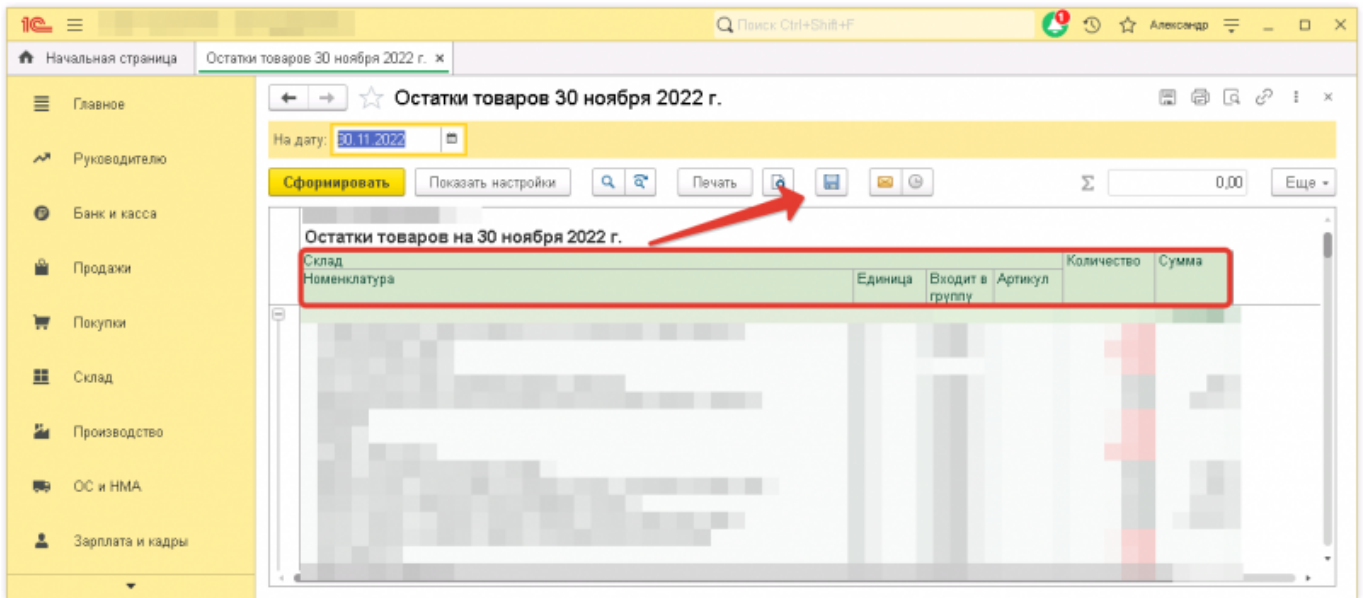 1С Поиск Ctrl+Shift+F 1 Александр
Начальная страница Остатки товаров 30 ноября 2022 г. ×
Главное
Руководителю
Банк и касса
Продажи
Покупки
Склад
Производство
ОС и НМА
Зарплата и кадры
Остатки товаров 30 ноября 2022 г.
На дату: 30.11.2022
Сформировать Показать настройки Печать Σ 0,00 Еще
Остатки товаров на 30 ноября 2022 г.
Склад Количество Сумма
Номенклатура Единица Входит в Артикул
группу